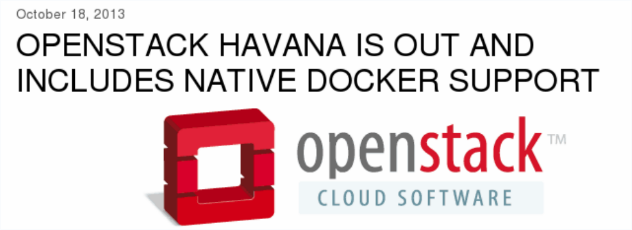 October 18, 2013
OPENSTACK HAVANA IS OUT AND
INCLUDES NATIVE DOCKER SUPPORT
openstack™
CLOUD SOFTWARE